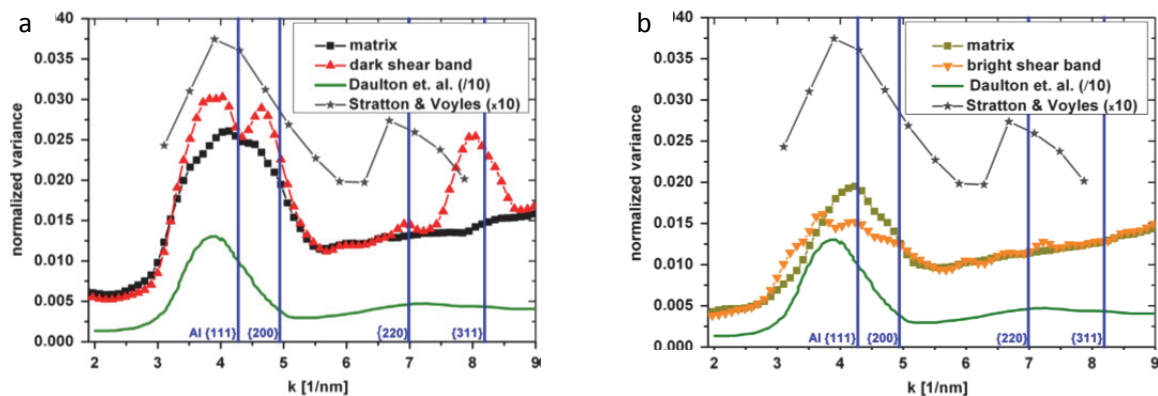 a
0.040
0.035
0.030
0.025
0.020
0.015
0.010
0.005
0.000
normalized variance
matrix
dark shear band
Daulton et. al. (/10)
Stratton & Voyles (x10)
Al {111}
{200}
{220}
{311}
2 3 4 5 6 7 8 9
k [1/nm]
b
.040
0.035
0.030
0.025
0.020
0.015
0.010
0.005
0.000
normalized variance
matrix
bright shear band
Daulton et. al. (/10)
Stratton & Voyles (x10)
Al {111}
{200}
{220}
{311}
2 3 4 5 6 7 8 9
k [1/nm]